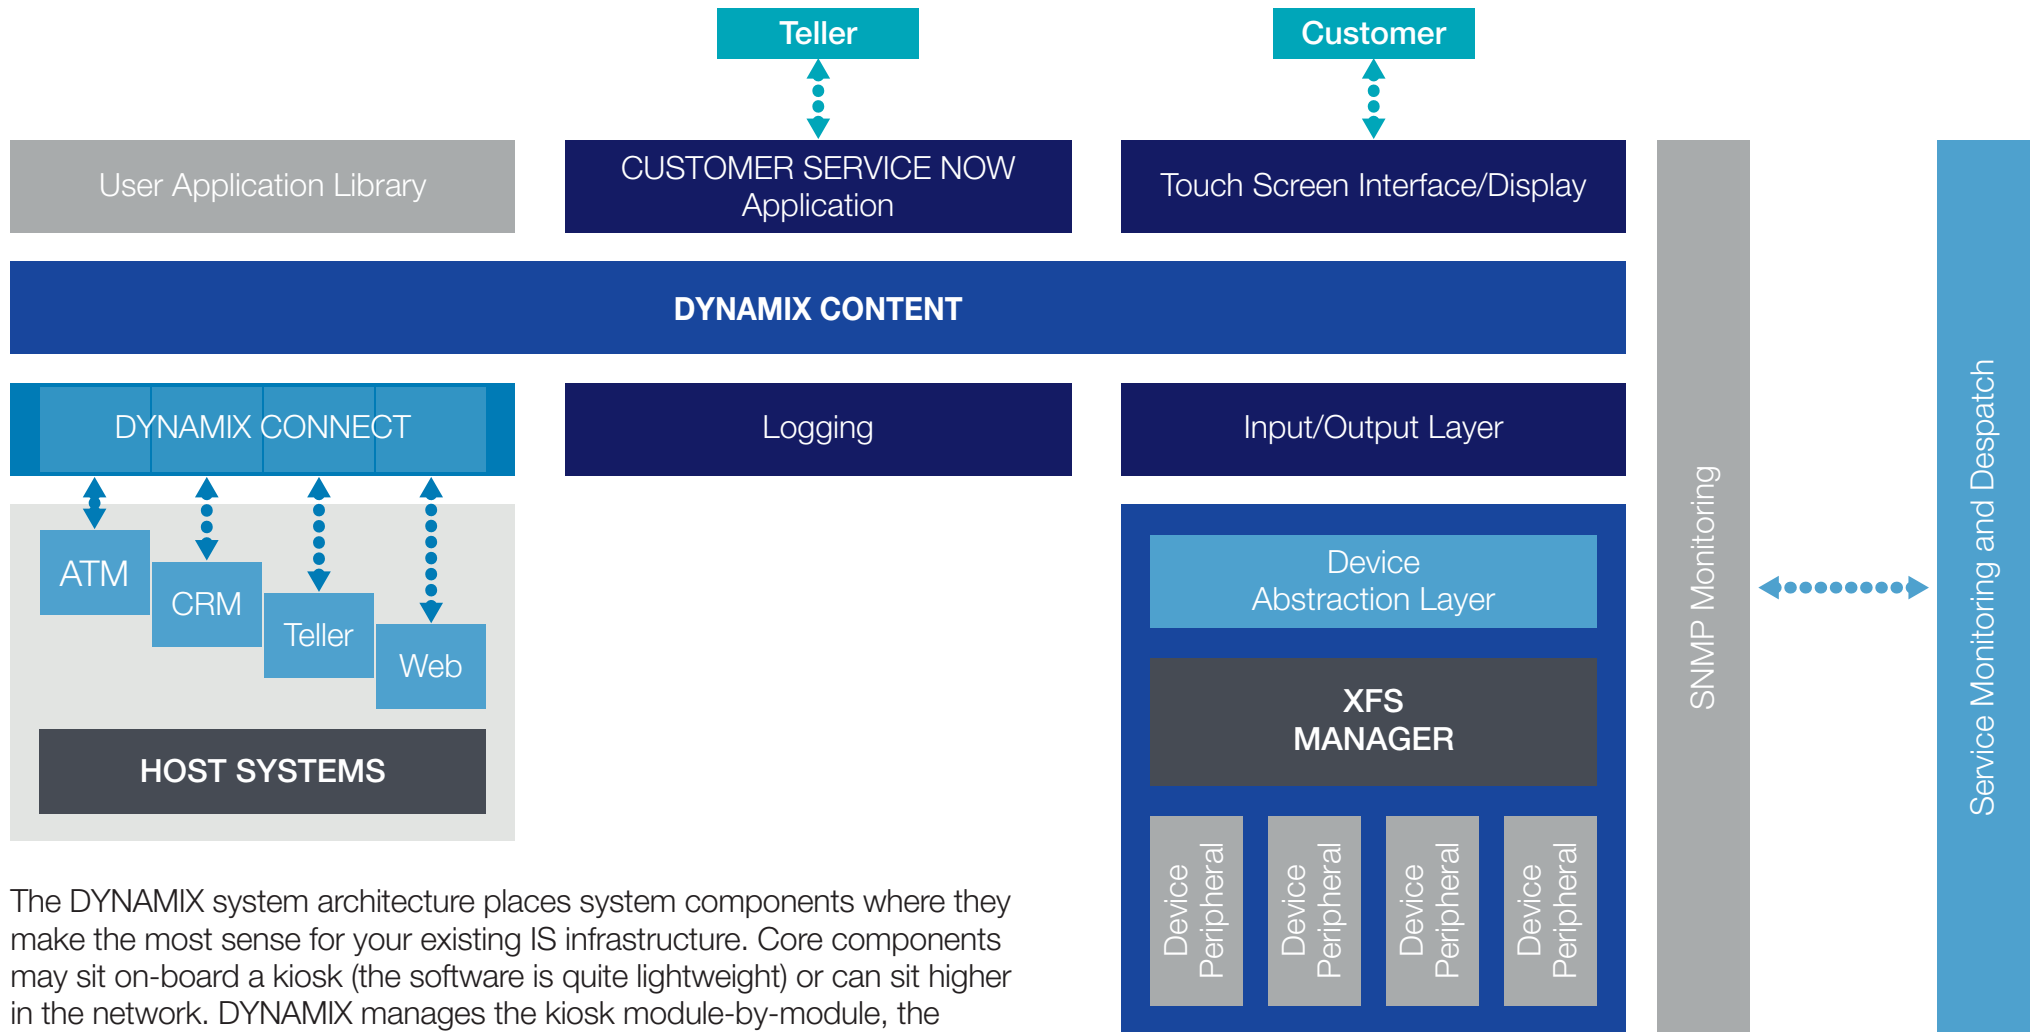 Teller
Customer
User Application Library
CUSTOMER SERVICE NOW
Application
Touch Screen Interface/Display
DYNAMIX CONTENT
DYNAMIX CONNECT
Logging
Input/Output Layer
ATM
CRM
Teller
Web
HOST SYSTEMS
Device
Abstraction Layer
XFS
MANAGER
Device
Peripheral
Device
Peripheral
Device
Peripheral
Device
Peripheral
SNMP Monitoring
Service Monitoring and Despatch
The DYNAMIX system architecture places system components where they
make the most sense for your existing IS infrastructure. Core components
may sit on-board a kiosk (the software is quite lightweight) or can sit higher
in the network. DYNAMIX manages the kiosk module-by-module, the